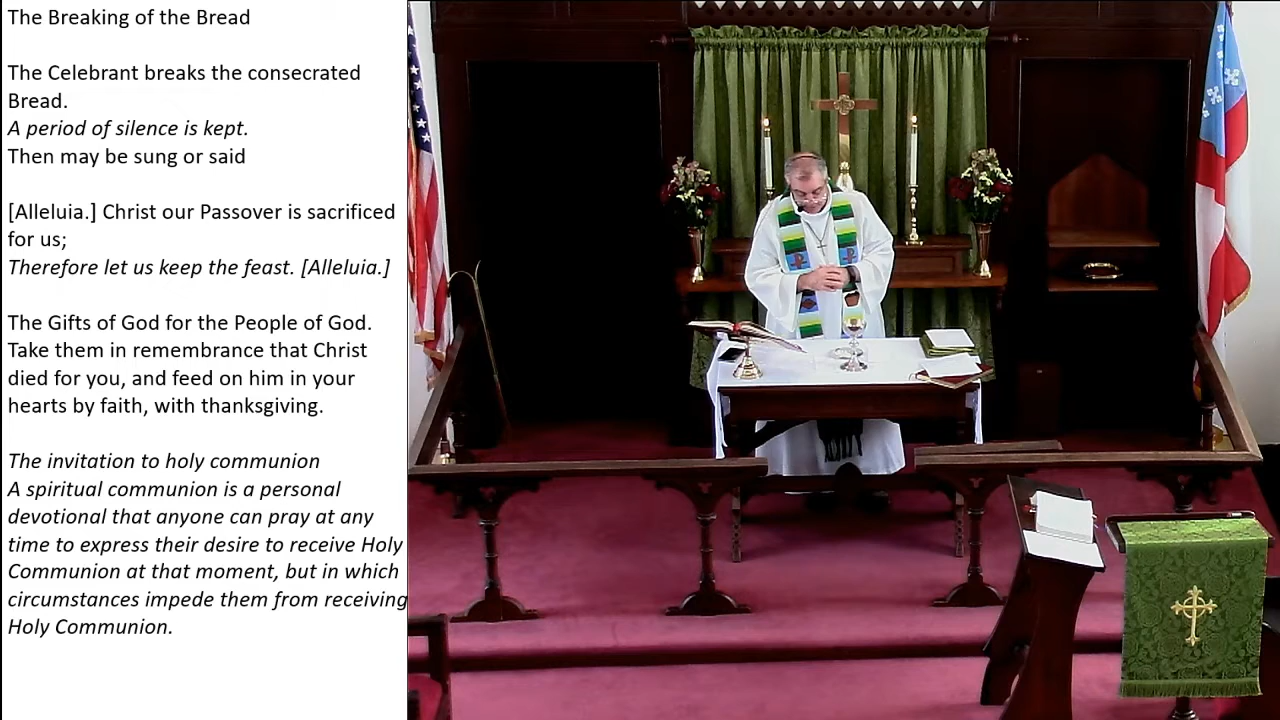 The Breaking of the Bread
The Celebrant breaks the consecrated
Bread.
A period of silence is kept.
Then may be sung or said
[Alleluia.] Christ our Passover is sacrificed
for us;
Therefore let us keep the feast. [Alleluia.]
The Gifts of God for the People of God.
Take them in remembrance that Christ
died for you, and feed on him in your
hearts by faith, with thanksgiving.
The invitation to holy communion
A spiritual communion is a personal
devotional that anyone can pray at any
time to express their desire to receive Holy
Communion at that moment, but in which
circumstances impede them from receiving
Holy Communion.